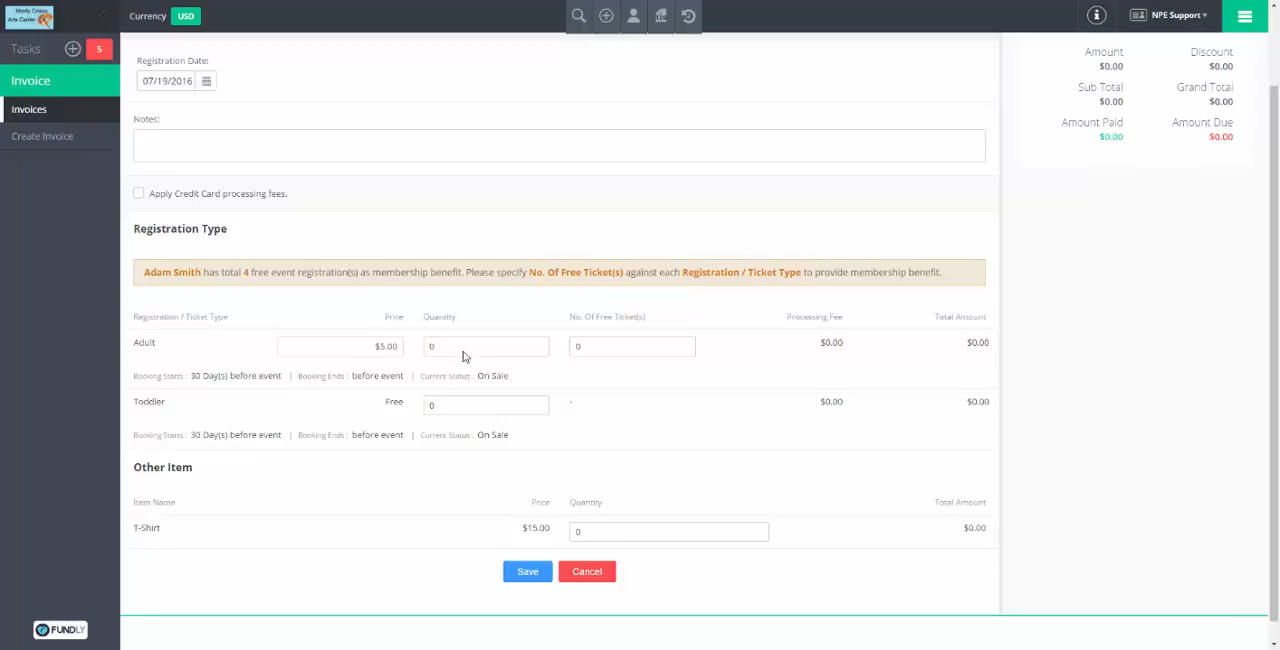 Monty Crisco
Arts Center
Currency USD
NPE Support
Tasks 5
Invoice
Invoices
Create Invoice
Registration Date:
07/19/2016
Notes:
Apply Credit Card processing fees.
Amount Discount
$0.00 $0.00
Sub Total Grand Total
$0.00 $0.00
Amount Paid Amount Due
$0.00 $0.00
Registration Type
Adam Smith has total 4 free event registration(s) as membership benefit. Please specify No. Of Free Ticket(s) against each Registration / Ticket Type to provide membership benefit.
Registration / Ticket Type Price Quantity No. Of Free Ticket(s) Processing Fee Total Amount
Adult $5.00 0 0 $0.00 $0.00
Booking Starts : 30 Day(s) before event | Booking Ends : before event | Current Status : On Sale
Toddler Free 0 - $0.00 $0.00
Booking Starts : 30 Day(s) before event | Booking Ends : before event | Current Status : On Sale
Other Item
Item Name Price Quantity Total Amount
T-Shirt $15.00 0 $0.00
Save Cancel
FUNDLY